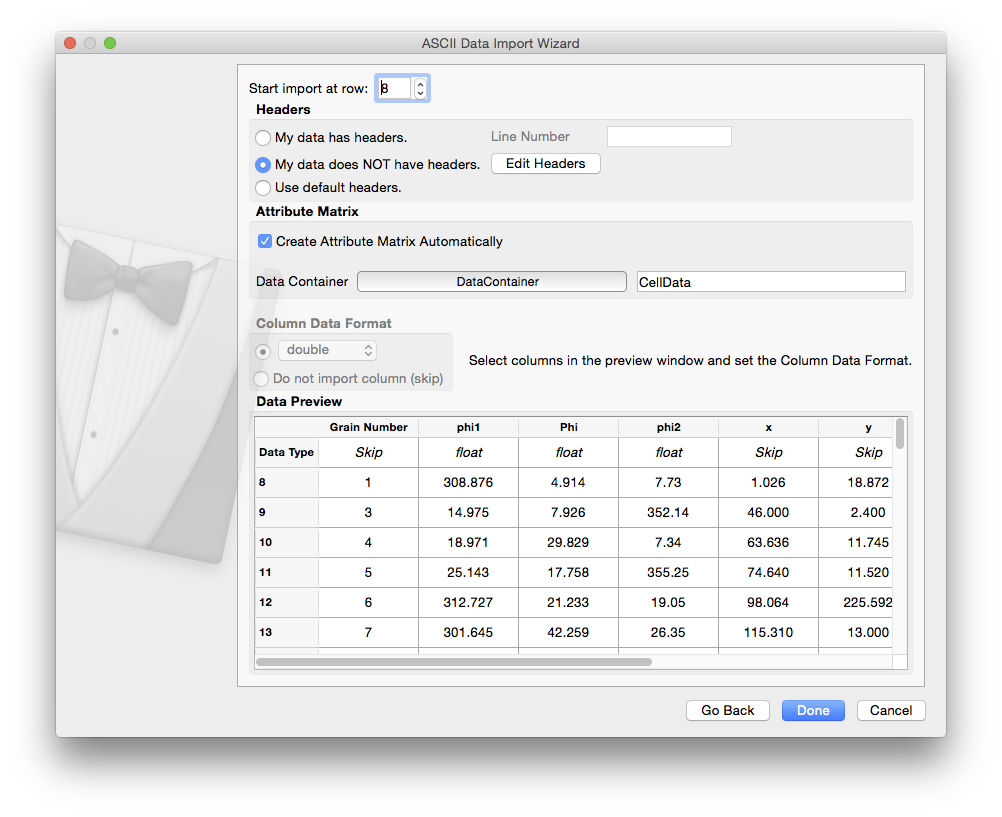 ASCII Data Import Wizard
Start import at row: 8
Headers
My data has headers. Line Number
My data does NOT have headers. Edit Headers
Use default headers.
Attribute Matrix
Create Attribute Matrix Automatically
Data Container DataContainer CellData
Column Data Format
double
Do not import column (skip)
Select columns in the preview window and set the Column Data Format.
Data Preview
Grain Number phi1 Phi phi2 x y
Data Type Skip float float float Skip Skip
8 1 308.876 4.914 7.73 1.026 18.872
9 3 14.975 7.926 352.14 46.000 2.400
10 4 18.971 29.829 7.34 63.636 11.745
11 5 25.143 17.758 355.25 74.640 11.520
12 6 312.727 21.233 19.05 98.064 225.592
13 7 301.645 42.259 26.35 115.310 13.000
Go Back Done Cancel